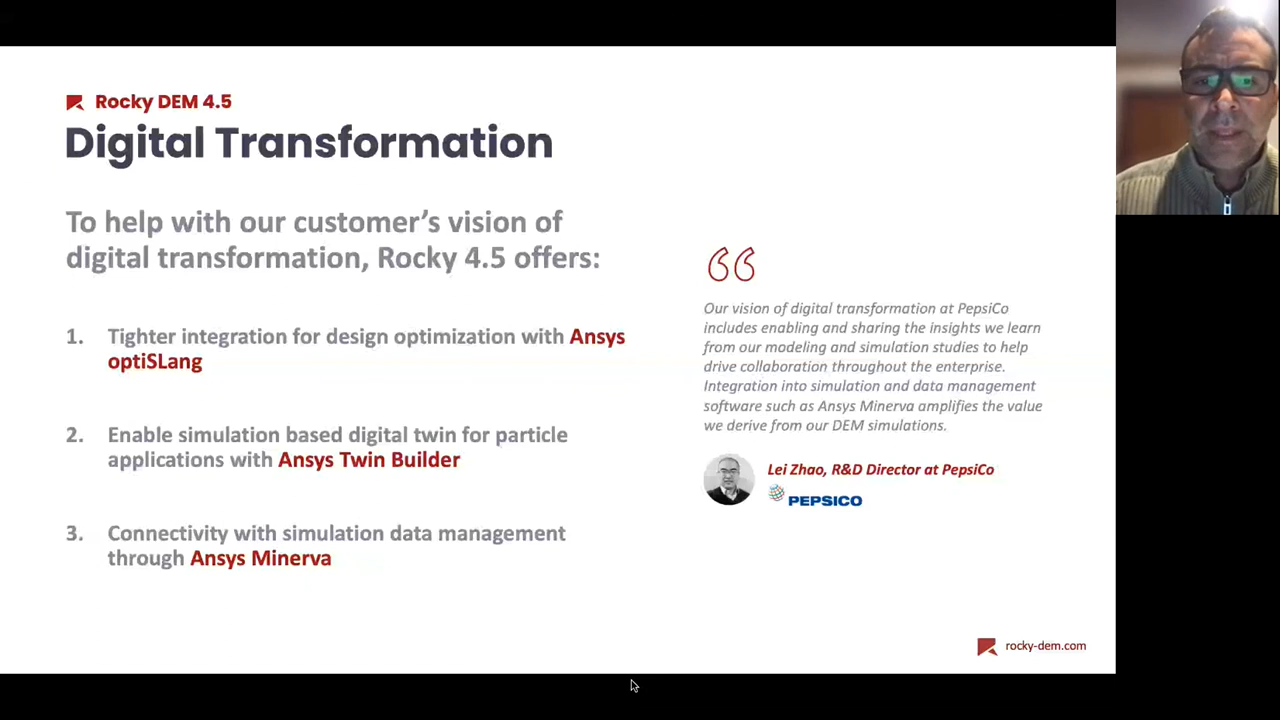 Rocky DEM 4.5
Digital Transformation
To help with our customer's vision of
digital transformation, Rocky 4.5 offers:
1. Tighter integration for design optimization with Ansys
optiSLang
2. Enable simulation based digital twin for particle
applications with Ansys Twin Builder
3. Connectivity with simulation data management
through Ansys Minerva
Our vision of digital transformation at PepsiCo
includes enabling and sharing the insights we learn
from our modeling and simulation studies to help
drive collaboration throughout the enterprise.
Integration into simulation and data management
software such as Ansys Minerva amplifies the value
we derive from our DEM simulations.
Lei Zhao, R&D Director at PepsiCo
PEPSICO
rocky-dem.com